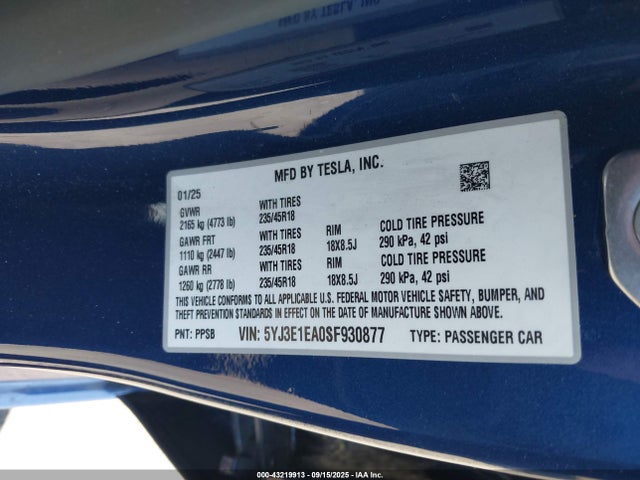 MFD BY TESLA, INC.
01/25
GVWR
2165 kg (4773 lb)
WITH TIRES
235/45R18
GAWR FRT
1110 kg (2447 lb)
WITH TIRES
235/45R18
RIM
18X8.5J
COLD TIRE PRESSURE
290 kPa, 42 psi
GAWR RR
1260 kg (2778 lb)
WITH TIRES
235/45R18
RIM
18X8.5J
COLD TIRE PRESSURE
290 kPa, 42 psi
THIS VEHICLE CONFORMS TO ALL APPLICABLE U.S. FEDERAL MOTOR VEHICLE SAFETY, BUMPER, AND
THEFT PREVENTION STANDARDS IN EFFECT ON THE DATE OF MANUFACTURE SHOWN ABOVE.
PNT: PPSB VIN: 5YJ3E1EA0SF930877 TYPE: PASSENGER CAR
000-43219913 - 09/15/2025 - IAA Inc.